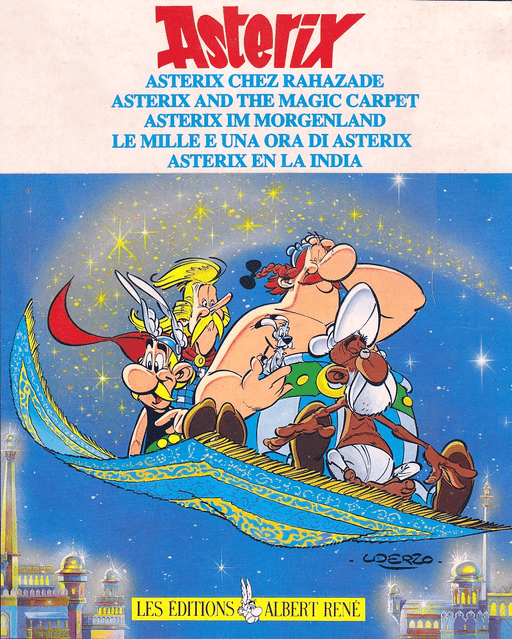 Asterix
ASTERIX CHEZ RAHAZADE
ASTERIX AND THE MAGIC CARPET
ASTERIX IM MORGENLAND
LE MILLE E UNA ORA DI ASTERIX
ASTERIX EN LA INDIA
UDERZO
LES ÉDITIONS ALBERT RENÉ